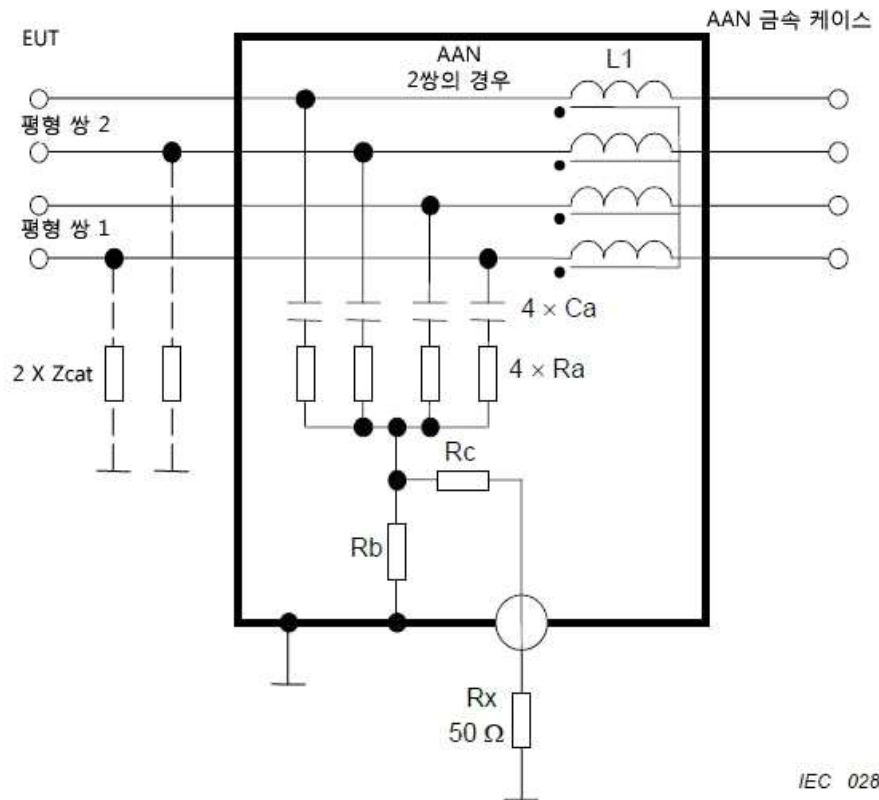 EUT
AAN 금속 케이스
AAN
2쌍의 경우
L1
평형 쌍 2
평형 쌍 1
4 × Ca
2 X Zcat
4 × Ra
Rc
Rb
Rx
50 Ω
IEC 028